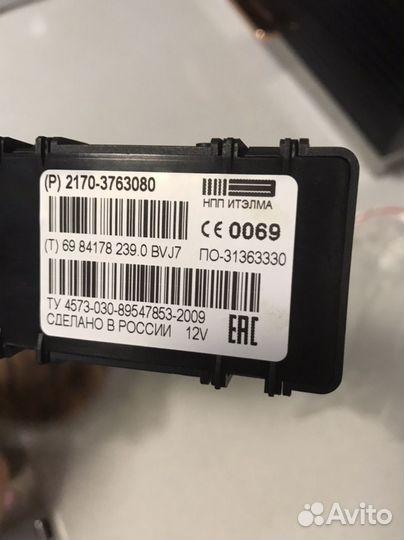 (P) 2170-3763080
НПП ИТЭЛМА
CE 0069
(T) 69 84178 239.0 BVJ7
ПО-31363330
ТУ 4573-030-89547853-2009
СДЕЛАНО В РОССИИ 12V
EAC
Avito